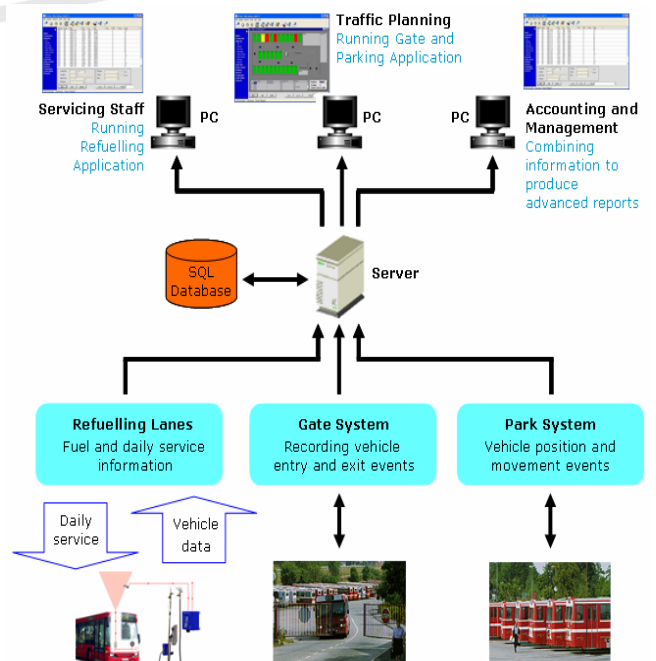 Traffic Planning
Running Gate and
Parking Application
Servicing Staff
Running
Refuelling
Application
PC
PC
PC
Accounting and
Management
Combining
information to
produce
advanced reports
SQL
Database
Server
Refuelling Lanes
Fuel and daily service
information
Gate System
Recording vehicle
entry and exit events
Park System
Vehicle position and
movement events
Daily
service
Vehicle
data